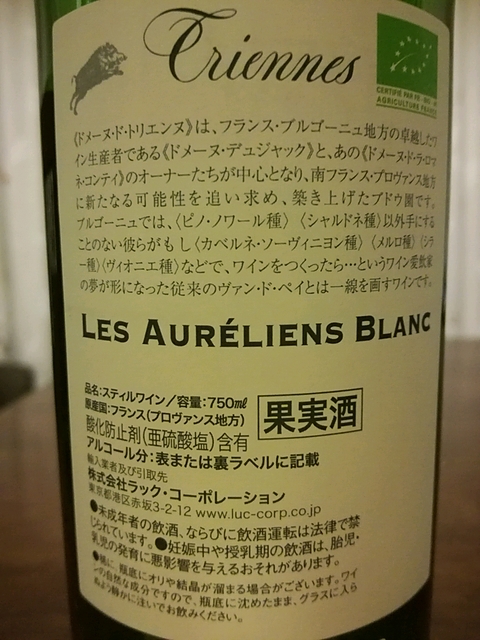 Triennes
CERTIFIÉ PAR FR-BIO-
AGRICULTURE FRANCE
《ドメーヌ・ド・トリエンヌ》は、フランス・ブルゴーニュ地方の卓越したワ
イン生産者である《ドメーヌ・デュジャック》と、あの《ドメーヌ・ド・ラ・ロマ
ネ・コンティ》のオーナーたちが中心となり、南フランス・プロヴァンス地方
に新たなる可能性を追い求め、築き上げたブドウ園です。
ブルゴーニュでは、〈ピノ・ノワール種〉〈シャルドネ種〉以外手にする
ことのない彼らがもし〈カベルネ・ソーヴィニヨン種〉〈メルロ種〉〈シラ
ー種〉〈ヴィオニエ種〉などで、ワインをつくったら…というワイン愛飲家
の夢が形になった従来のヴァン・ド・ペイとは一線を画すワインです。
LES AURÉLIENS BLANC
品名:スティルワイン/容量:750㎖
原産国:フランス(プロヴァンス地方)
酸化防止剤(亜硫酸塩)含有
果実酒
アルコール分:表または裏ラベルに記載
輸入業者及び引取先
株式会社ラック・コーポレーション
東京都港区赤坂3-2-12 www.luc-corp.co.jp
●未成年者の飲酒、ならびに飲酒運転は法律で禁
じられています。●妊娠中や授乳期の飲酒は、胎児・
乳児の発育に悪影響を与えるおそれがあります。
●稀に、瓶底にオリや結晶が溜まる場合がございます。ワイ
ンの自然な成分ですので、瓶底に沈めたまま、グラスに入ら
ぬよう静かに注いでお飲みください。